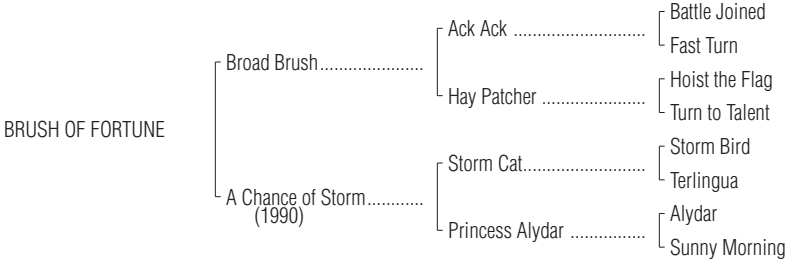 Battle Joined
Ack Ack ............................
Fast Turn
Broad Brush......................
Hoist the Flag
Hay Patcher ......................
Turn to Talent
BRUSH OF FORTUNE
Storm Bird
Storm Cat..........................
Terlingua
A Chance of Storm............
(1990)
Alydar
Princess Alydar ................
Sunny Morning